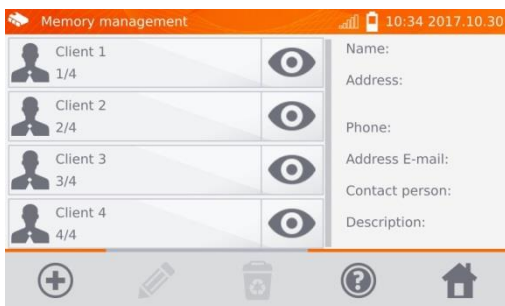 Memory management
10:34 2017.10.30
Client 1
1/4
Client 2
2/4
Client 3
3/4
Client 4
4/4
Name:
Address:
Phone:
Address E-mail:
Contact person:
Description: